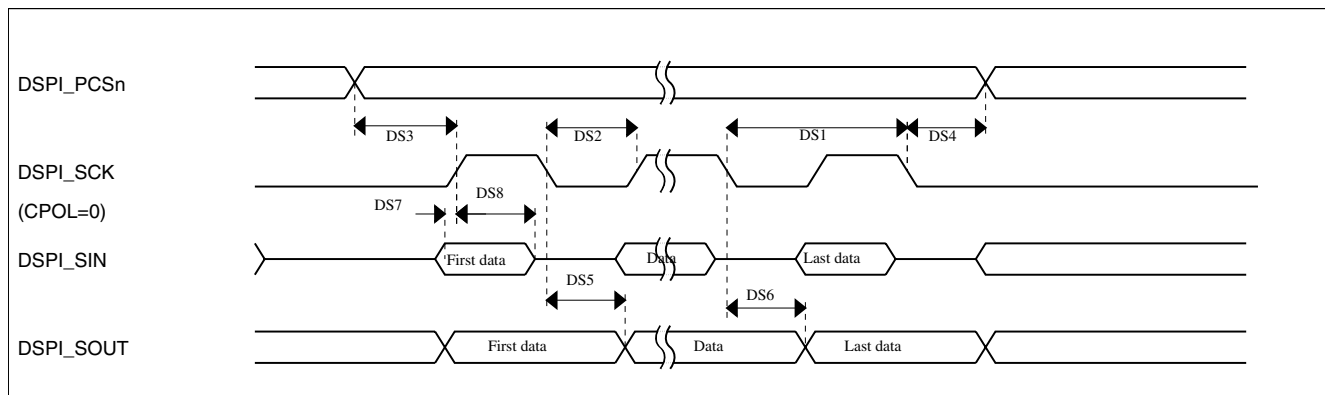 DSPI_PCSn
DS3
DS2
DS1
DS4
DSPI_SCK
(CPOL=0)
DS7
DS8
DSPI_SIN
First data
Data
Last data
DS5
DS6
DSPI_SOUT
First data
Data
Last data